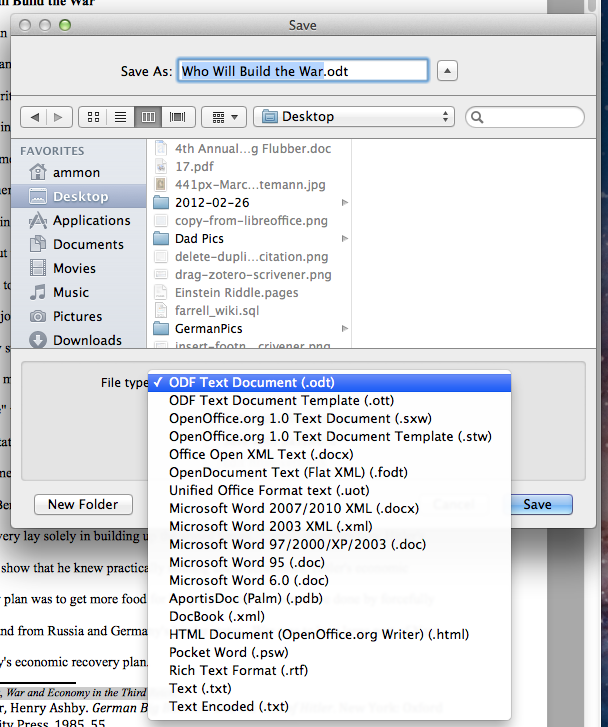 ll Build the War
Save
Save As: Who Will Build the War.odt
Desktop
FAVORITES
ammon
Desktop
Applications
Documents
Movies
Music
Pictures
Downloads
4th Annual...g Flubber.doc
17.pdf
441px-Marc...temann.jpg
2012-02-26
copy-from-libreoffice.png
Dad Pics
delete-dupli...citation.png
drag-zotero-scrivener.png
Einstein Riddle.pages
farrell_wiki.sql
GermanPics
insert-footn...crivener.png
File type
✓ ODF Text Document (.odt)
ODF Text Document Template (.ott)
OpenOffice.org 1.0 Text Document (.sxw)
OpenOffice.org 1.0 Text Document Template (.stw)
Office Open XML Text (.docx)
OpenDocument Text (Flat XML) (.fodt)
Unified Office Format text (.uot)
Microsoft Word 2007/2010 XML (.docx)
Microsoft Word 2003 XML (.xml)
Microsoft Word 97/2000/XP/2003 (.doc)
Microsoft Word 95 (.doc)
Microsoft Word 6.0 (.doc)
AportisDoc (Palm) (.pdb)
DocBook (.xml)
HTML Document (OpenOffice.org Writer) (.html)
Pocket Word (.psw)
Rich Text Format (.rtf)
Text (.txt)
Text Encoded (.txt)
New Folder
Cancel
Save
very lay solely in building u
show that he knew practica
y plan was to get more food
nd from Russia and Germa
y's economic recovery plan
, War and Economy in the Third
r, Henry Ashby. German B
ity Press, 1985, 55